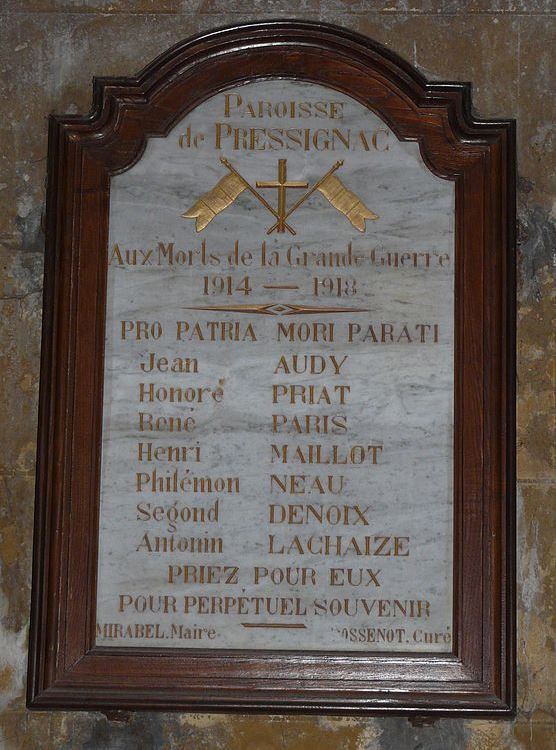 PAROISSE
de PRESSIGNAC
Aux Morts de la Grande Guerre
1914 — 1918
PRO PATRIA MORI PARATI
Jean AUDY
Honoré PRIAT
René PARIS
Henri MAILLOT
Philémon NEAU
Segond DENOIX
Antonin LACHAIZE
PRIEZ POUR EUX
POUR PERPÉTUEL SOUVENIR
MIRABEL. Maire
Curé